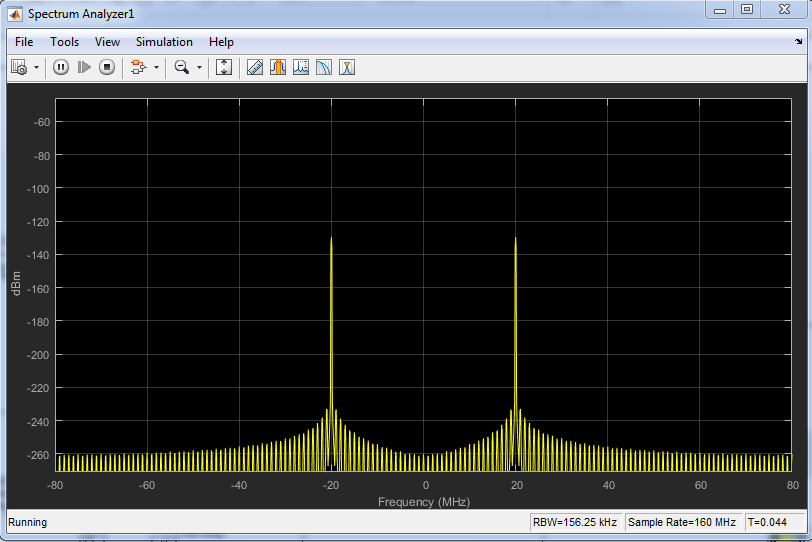 Spectrum Analyzer1
File Tools View Simulation Help
-60
-80
-100
-120
-140
-160
-180
-200
-220
-240
-260
dBm
-80 -60 -40 -20 0 20 40 60 80
Frequency (MHz)
Running RBW=156.25 kHz Sample Rate=160 MHz T=0.044